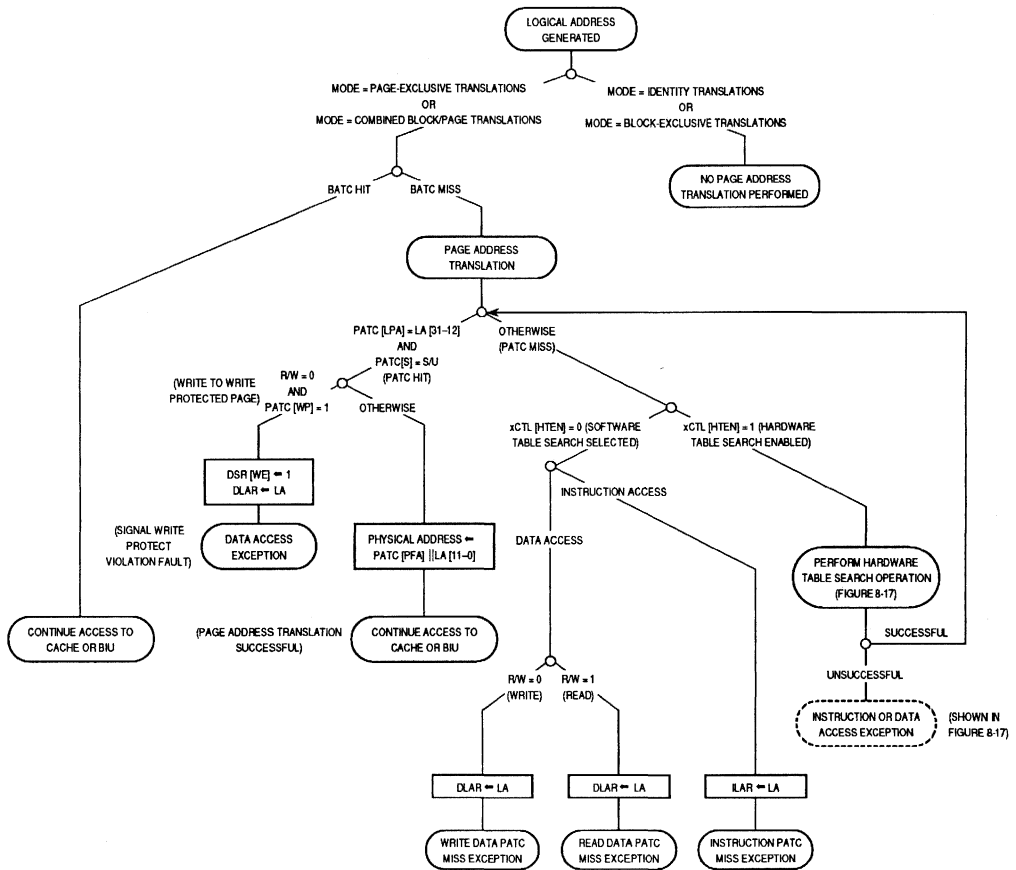 LOGICAL ADDRESS
GENERATED
MODE = PAGE-EXCLUSIVE TRANSLATIONS
OR
MODE = COMBINED BLOCK/PAGE TRANSLATIONS
MODE = IDENTITY TRANSLATIONS
OR
MODE = BLOCK-EXCLUSIVE TRANSLATIONS
NO PAGE ADDRESS
TRANSLATION PERFORMED
BATC HIT
BATC MISS
PAGE ADDRESS
TRANSLATION
PATC [LPA] = LA [31–12]
AND
PATC[S] = S/U
(PATC HIT)
OTHERWISE
(PATC MISS)
(WRITE TO WRITE
PROTECTED PAGE)
R/W = 0
AND
PATC [WP] = 1
OTHERWISE
xCTL [HTEN] = 0 (SOFTWARE
TABLE SEARCH SELECTED)
xCTL [HTEN] = 1 (HARDWARE
TABLE SEARCH ENABLED)
DSR [WE] ← 1
DLAR ← LA
INSTRUCTION ACCESS
DATA ACCESS
(SIGNAL WRITE
PROTECT
VIOLATION FAULT)
DATA ACCESS
EXCEPTION
PHYSICAL ADDRESS ←
PATC [PFA] ||LA [11–0]
PERFORM HARDWARE
TABLE SEARCH OPERATION
(FIGURE 8-17)
CONTINUE ACCESS TO
CACHE OR BIU
(PAGE ADDRESS TRANSLATION
SUCCESSFUL)
CONTINUE ACCESS TO
CACHE OR BIU
SUCCESSFUL
UNSUCCESSFUL
R/W = 0
(WRITE)
R/W = 1
(READ)
INSTRUCTION OR DATA
ACCESS EXCEPTION
(SHOWN IN
FIGURE 8-17)
DLAR ← LA
DLAR ← LA
ILAR ← LA
WRITE DATA PATC
MISS EXCEPTION
READ DATA PATC
MISS EXCEPTION
INSTRUCTION PATC
MISS EXCEPTION